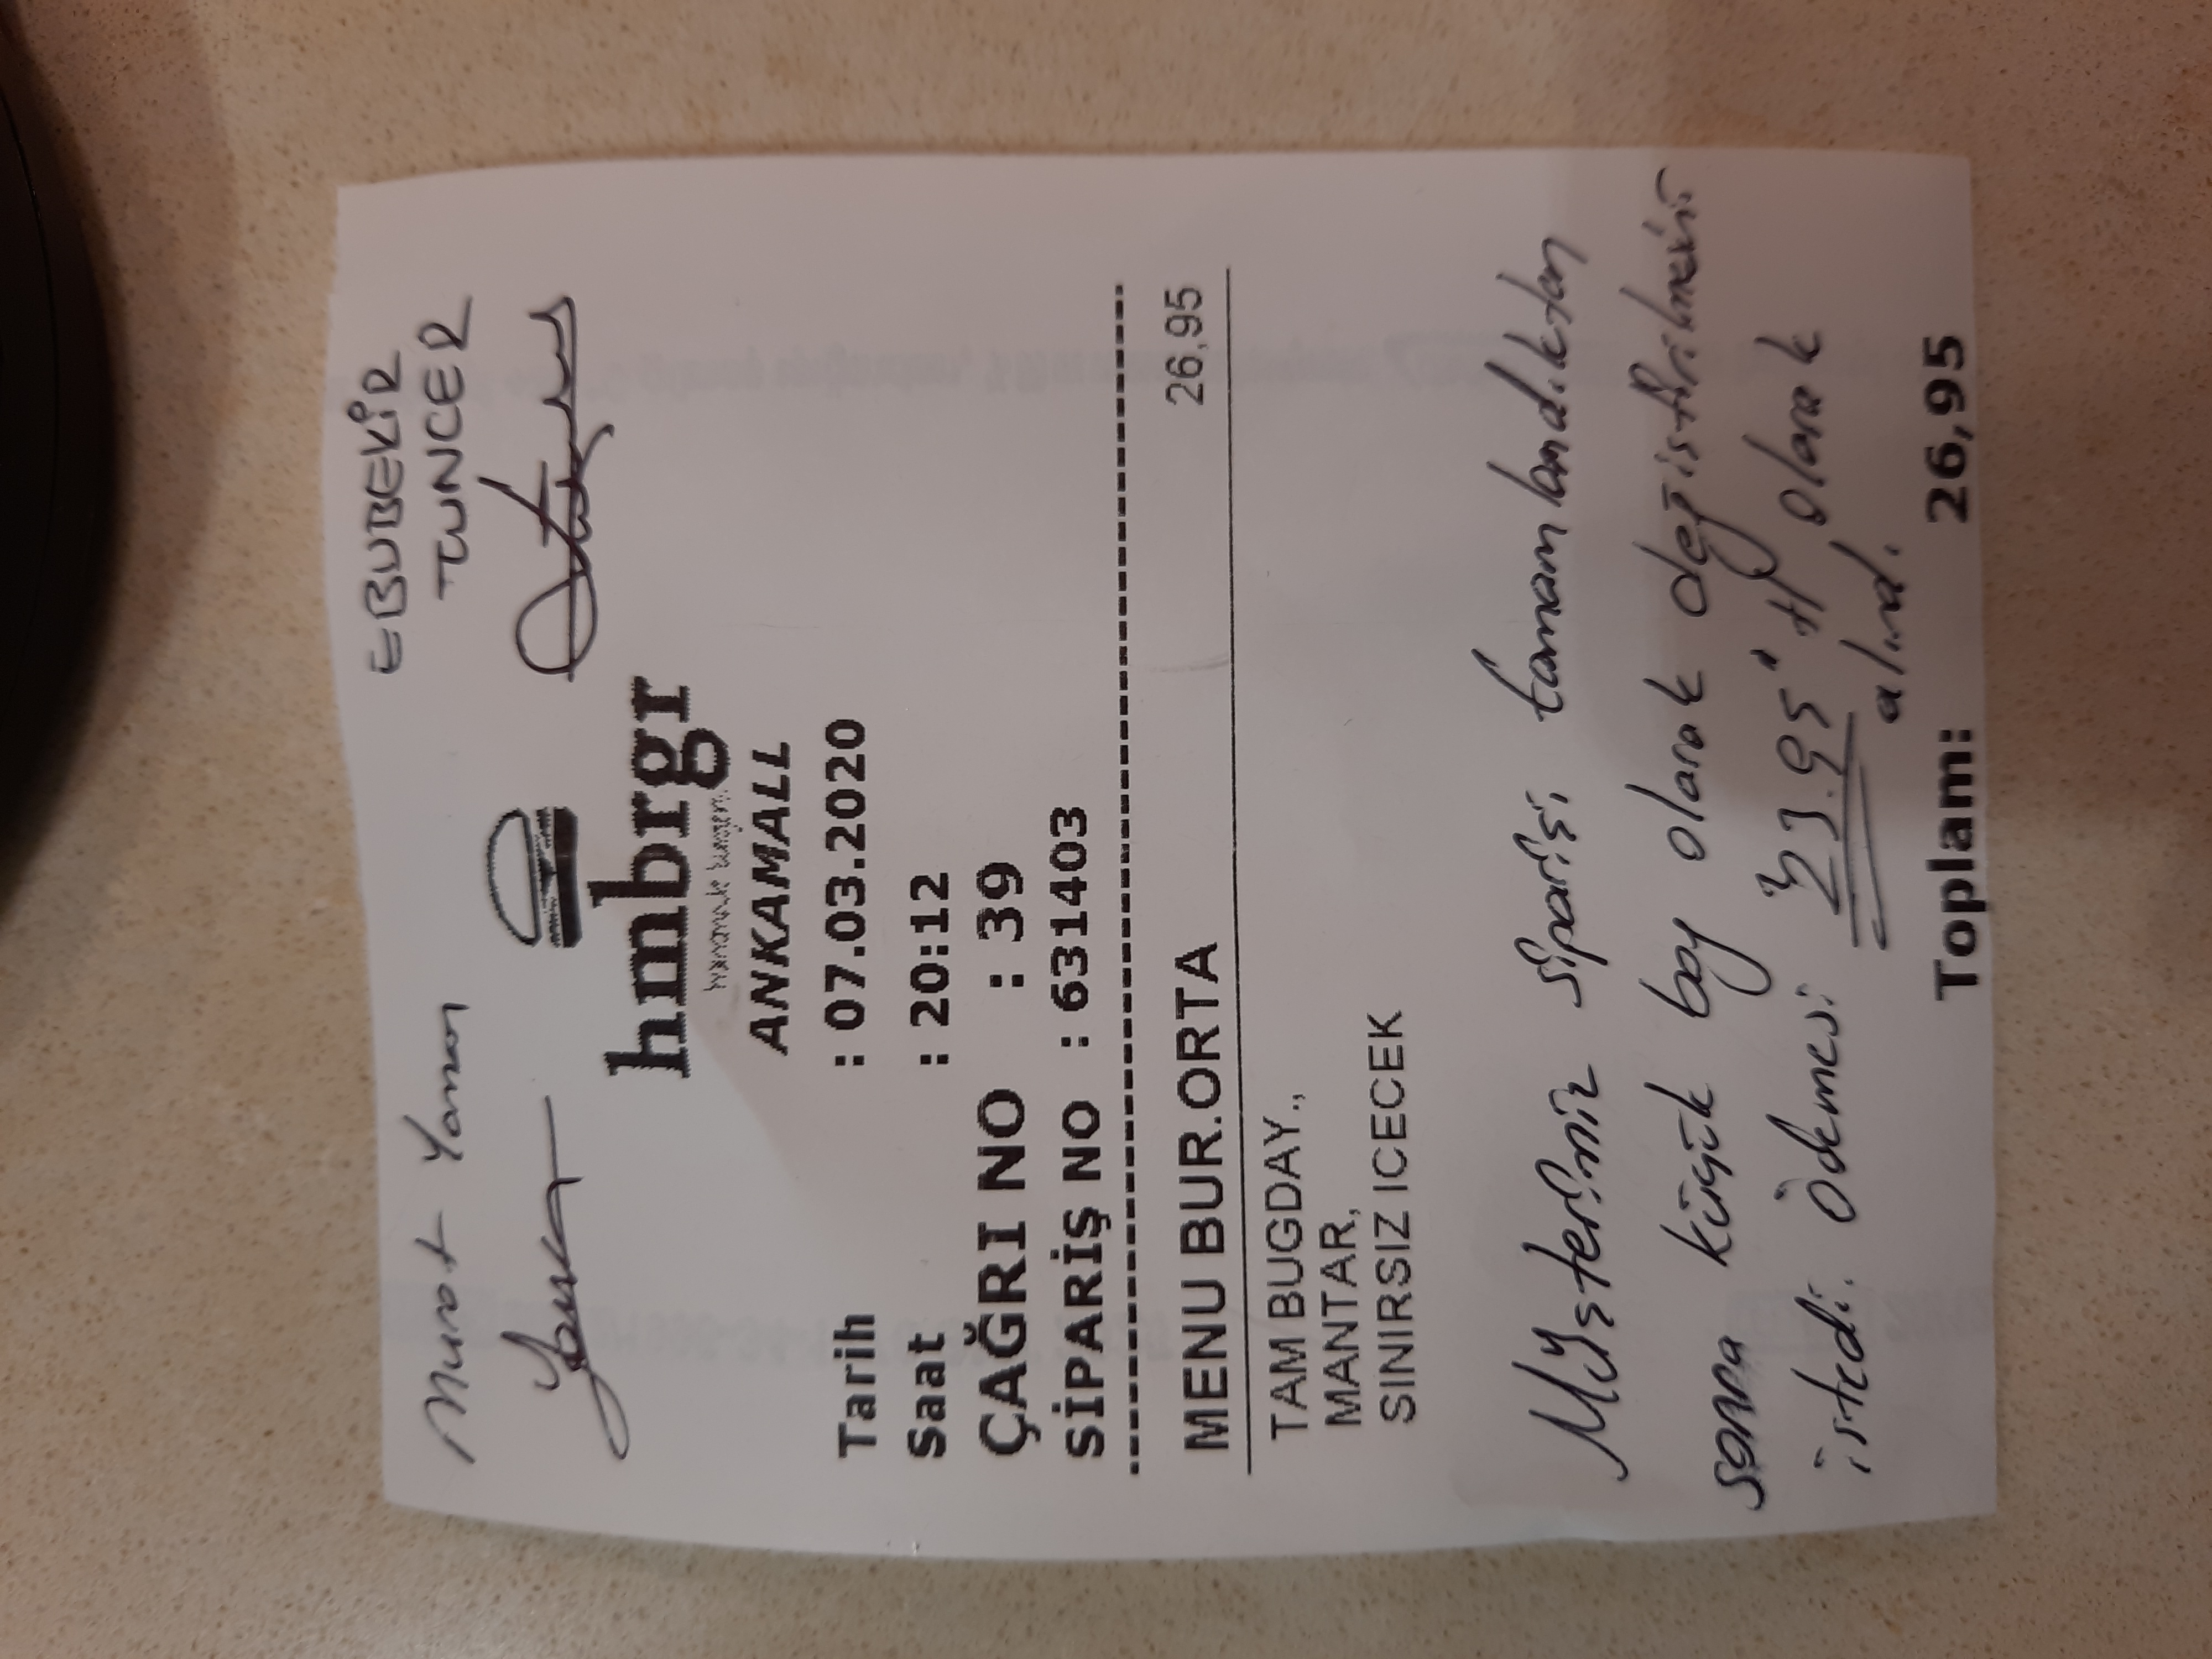 EBUBEKİR
Murat Yaman TUNCER
hmbrgr
handmade burgers
ANKAMALL
Tarih : 07.03.2020
Saat : 20:12
ÇAĞRI NO : 39
SİPARİŞ NO : 631403
MENU BUR.ORTA 26,95
TAM BUGDAY.,
MANTAR,
SINIRSIZ ICECEK
Müşterimiz siparişi tamamlandıktan
sonra küçük boy olarak değiştirilmesini
istedi. Ödemesi 23.95 tl olarak
alındı.
Toplam: 26,95